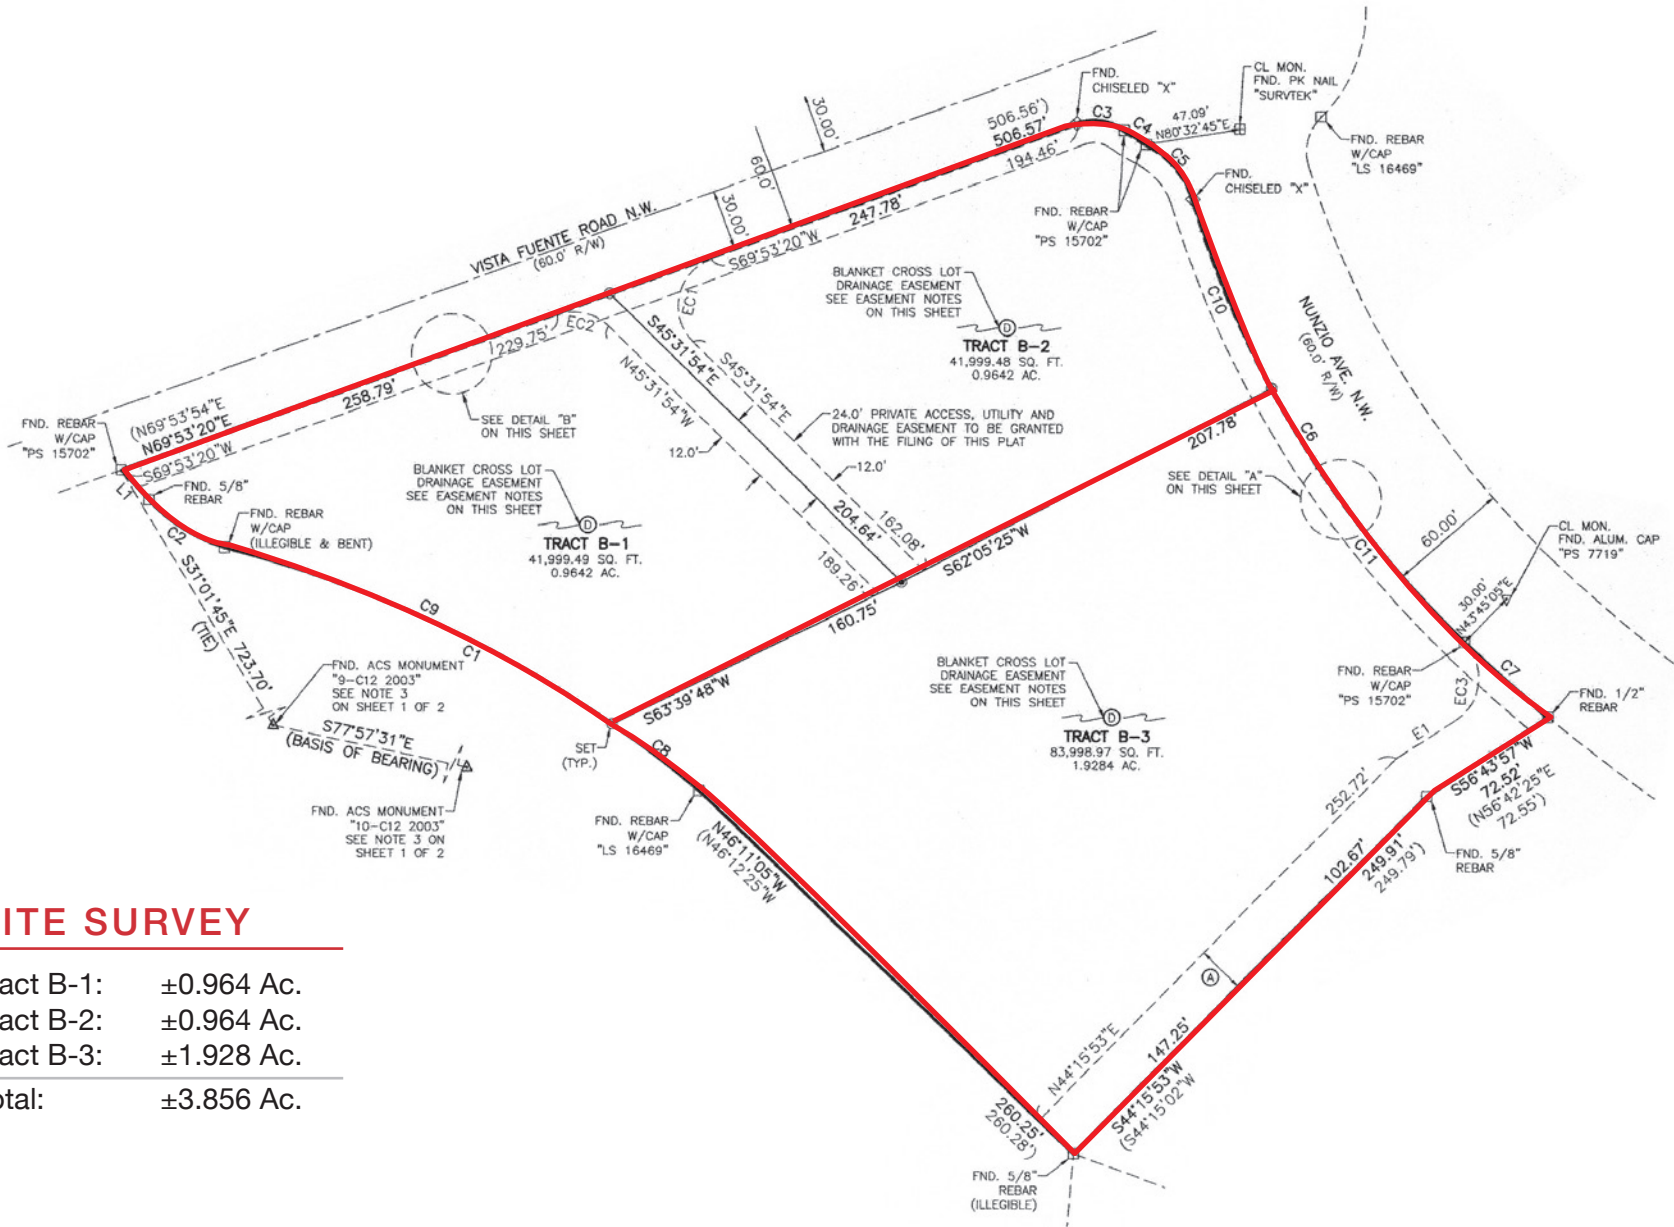 30.00'
FND.
CHISELED "X"
CL MON.
FND. PK NAIL
"SURVTEK"
506.56')
506.57'
194.46'
C3
C4
47.09'
N80°32'45"E
C5
FND. REBAR
W/CAP
"LS 16469"
60.0'
30.00'
FND.
CHISELED "X"
FND. REBAR
W/CAP
"PS 15702"
VISTA FUENTE ROAD N.W.
(60.0' R/W)
247.78'
S69°53'20"W
EC1
EC2
229.75'
258.79'
BLANKET CROSS LOT
DRAINAGE EASEMENT
SEE EASEMENT NOTES
ON THIS SHEET
D
TRACT B-2
41,999.48 SQ. FT.
0.9642 AC.
C10
NUNZIO AVE. N.W.
(60.0' R/W)
S45°31'54"E
S45°31'54"E
N45°31'54"W
24.0' PRIVATE ACCESS, UTILITY AND
DRAINAGE EASEMENT TO BE GRANTED
WITH THE FILING OF THIS PLAT
12.0'
12.0'
FND. REBAR
W/CAP
"PS 15702"
(N69°53'54"E
N69°53'20"E
S69°53'20"W
SEE DETAIL "B"
ON THIS SHEET
L1
FND. 5/8"
REBAR
C2
FND. REBAR
W/CAP
(ILLEGIBLE & BENT)
BLANKET CROSS LOT
DRAINAGE EASEMENT
SEE EASEMENT NOTES
ON THIS SHEET
D
TRACT B-1
41,999.49 SQ. FT.
0.9642 AC.
204.64'
162.08'
189.26'
207.78'
S62°05'25"W
C6
SEE DETAIL "A"
ON THIS SHEET
C11
60.00'
CL MON.
FND. ALUM. CAP
"PS 7719"
30.00'
N43°45'05"E
S31°01'45"E 723.70'
(TIE)
C9
C1
160.75'
S63°39'48"W
FND. ACS MONUMENT
"9-C12 2003"
SEE NOTE 3
ON SHEET 1 OF 2
S77°57'31"E
(BASIS OF BEARING)
FND. ACS MONUMENT
"10-C12 2003"
SEE NOTE 3 ON
SHEET 1 OF 2
SET
(TYP.)
C8
FND. REBAR
W/CAP
"LS 16469"
N46°11'05"W
(N46°12'25"W
BLANKET CROSS LOT
DRAINAGE EASEMENT
SEE EASEMENT NOTES
ON THIS SHEET
D
TRACT B-3
83,998.97 SQ. FT.
1.9284 AC.
FND. REBAR
W/CAP
"PS 15702"
EC3
C7
FND. 1/2"
REBAR
E1
252.72'
S56°43'57"W
72.52'
(N56°42'25"E
72.55')
FND. 5/8"
REBAR
102.67'
249.91'
249.79')
A
147.25'
N44°15'53"E
S44°15'53"W
(S44°15'02"W
260.25'
260.28')
FND. 5/8"
REBAR
(ILLEGIBLE)
ITE SURVEY
act B-1: ±0.964 Ac.
act B-2: ±0.964 Ac.
act B-3: ±1.928 Ac.
otal: ±3.856 Ac.